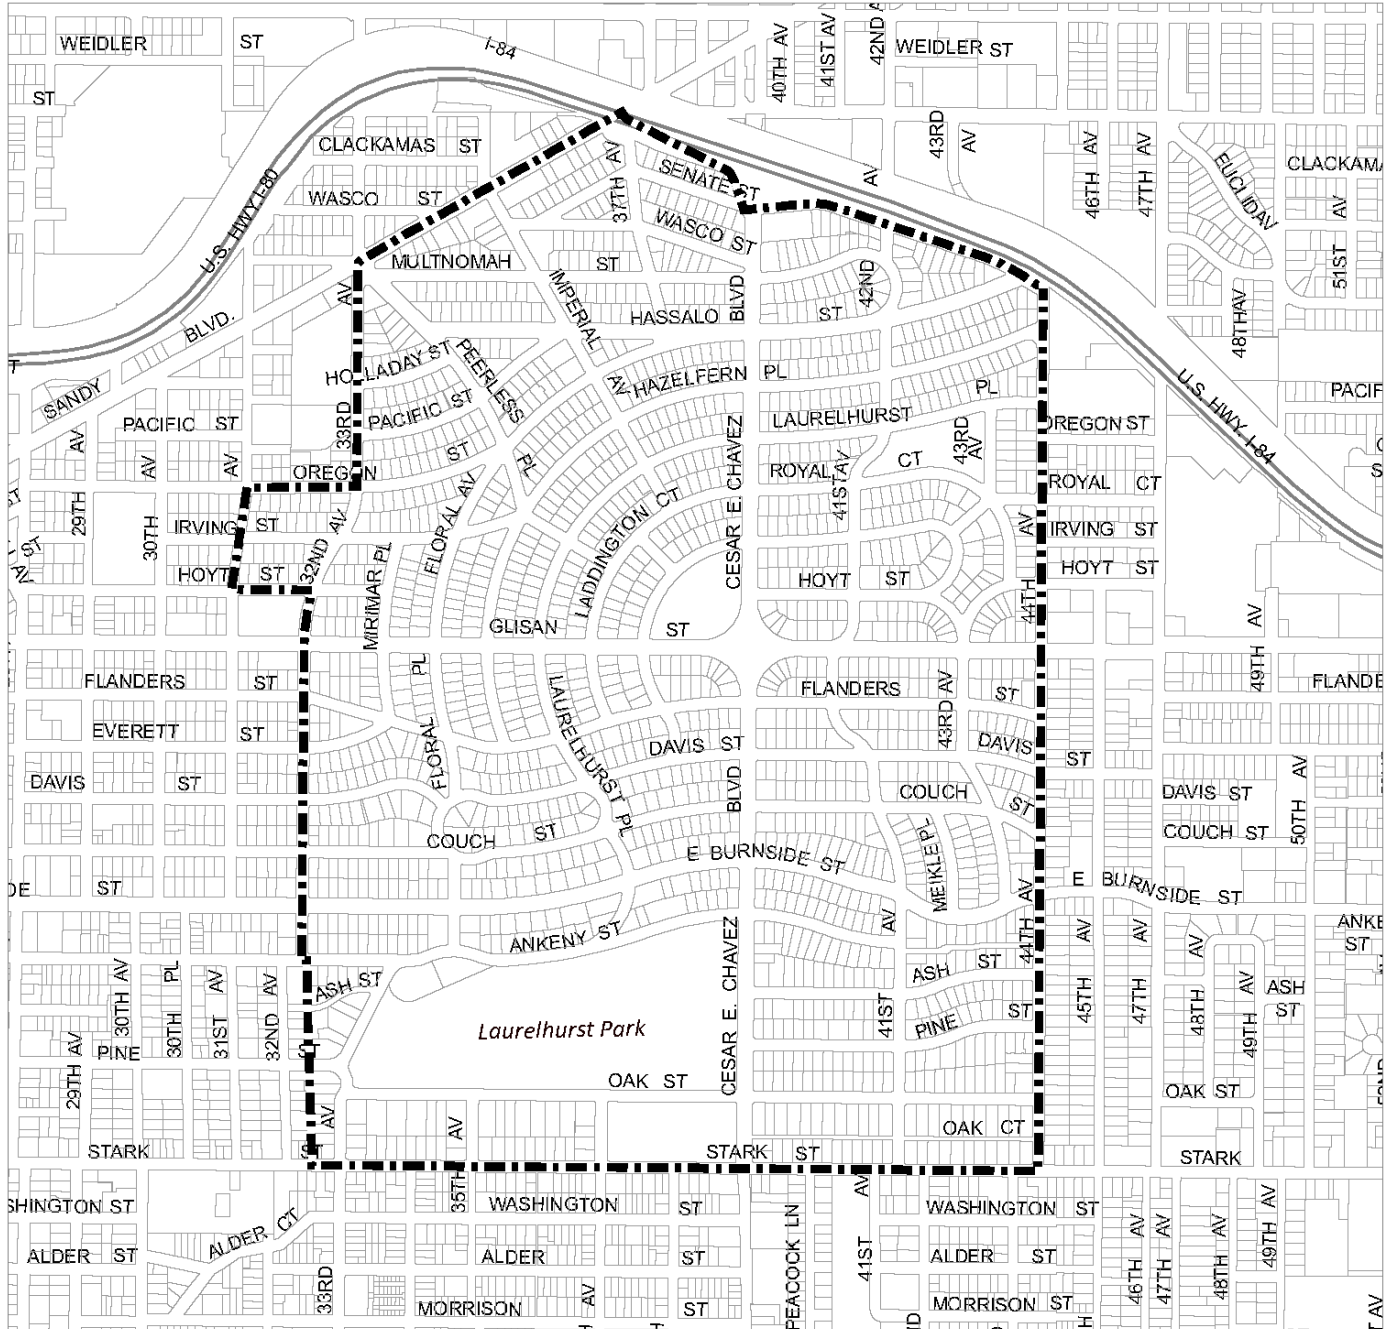 WEIDLER ST
I-84
40TH AV
41ST AV
42ND A
WEIDLER ST
ST
CLACKAMAS ST
37TH AV
SENATE ST
AV
43RD AV
46TH AV
47TH AV
EUCLID AV
CLACKAMA
WASCO ST
WASCO ST
U.S. HWY I-80
MULTNOMAH ST
IMPERIAL AV
BLVD
42ND
51ST AV
AV
HASSALO ST
48TH AV
SANDY BLVD.
HOLLADAY ST
PEERLESS PL
HAZELFERN PL
PL
U.S. HWY. I-84
PACIF
PACIFIC ST
33RD
PACIFIC ST
LAURELHURST
CESAR E. CHAVEZ
43RD AV
OREGON ST
29TH AV
30TH AV
AV
OREGON
ST
ROYAL CT
41ST AV
ROYAL CT
IRVING ST
32ND AV
FLORAL AV
LADDINGTON CT
AV
IRVING ST
ST
AV
HOYT ST
MIRIMAR PL
HOYT ST
44TH
HOYT ST
GLISAN ST
49TH AV
FLANDERS ST
PL
LAURELHURST PL
FLANDERS ST
43RD AV
FLANDE
EVERETT ST
FLORAL
DAVIS ST
DAVIS ST
DAVIS ST
BLVD
COUCH ST
DAVIS ST
50TH AV
COUCH ST
COUCH ST
E BURNSIDE ST
MEIKLE PL
DE ST
AV
E BURNSIDE ST
ANKENY ST
AV
44TH
AV
AV
AV
ANKE
ST
30TH AV
30TH PL
31ST AV
32ND AV
ASH ST
CESAR E. CHAVEZ
ASH ST
45TH
47TH
48TH
49TH AV
ASH
ST
Laurelhurst Park
41ST
PINE ST
29TH AV
PINE ST
OAK ST
OAK ST
AV
AV
OAK CT
STARK ST
STARK ST
STARK
35TH
AV
SHINGTON ST
WASHINGTON ST
WASHINGTON ST
49TH AV
ALDER ST
ALDER CT
ALDER ST
PEACOCK LN
41ST
ALDER ST
46TH AV
47TH AV
48TH AV
33RD
MORRISON ST
AV
MORRISON ST
AV